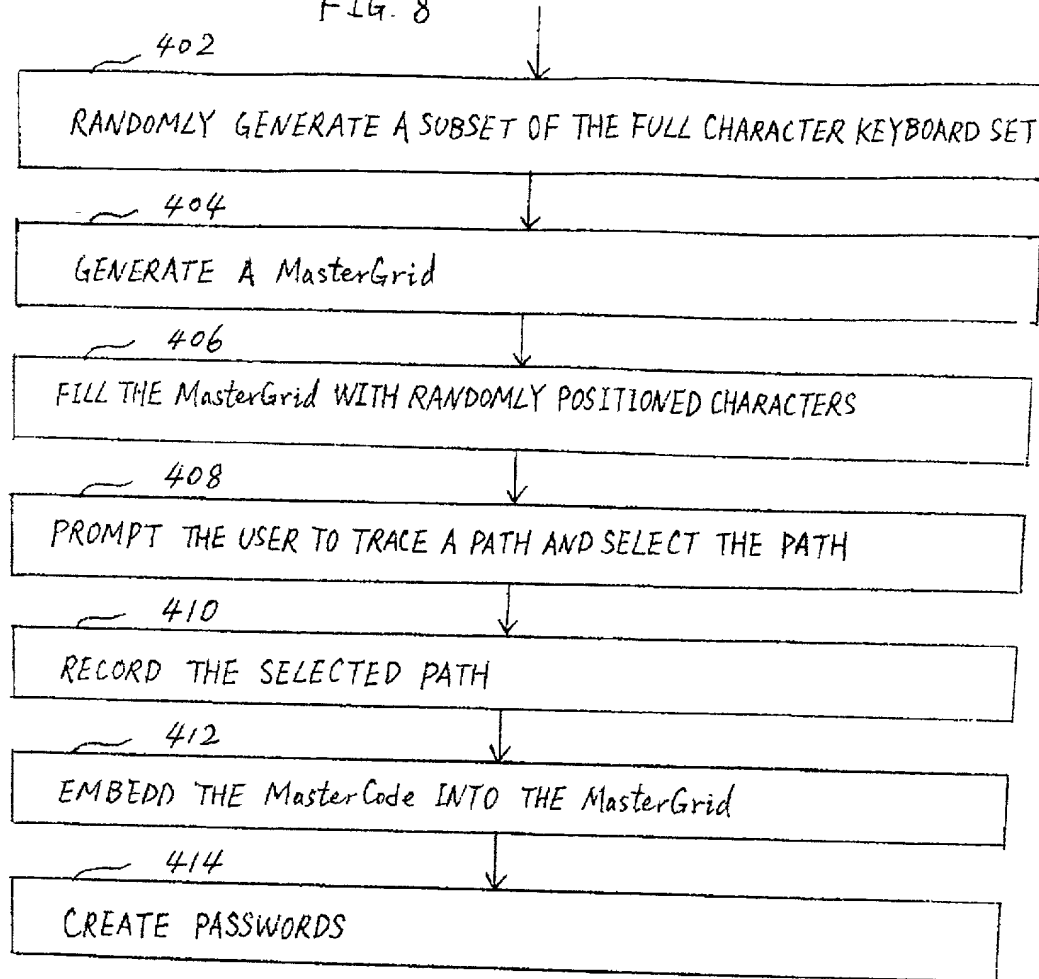 FIG. 8
402
RANDOMLY GENERATE A SUBSET OF THE FULL CHARACTER KEYBOARD SET
404
GENERATE A MasterGrid
406
FILL THE MasterGrid WITH RANDOMLY POSITIONED CHARACTERS
408
PROMPT THE USER TO TRACE A PATH AND SELECT THE PATH
410
RECORD THE SELECTED PATH
412
EMBEDD THE MasterCode INTO THE MasterGrid
414
CREATE PASSWORDS